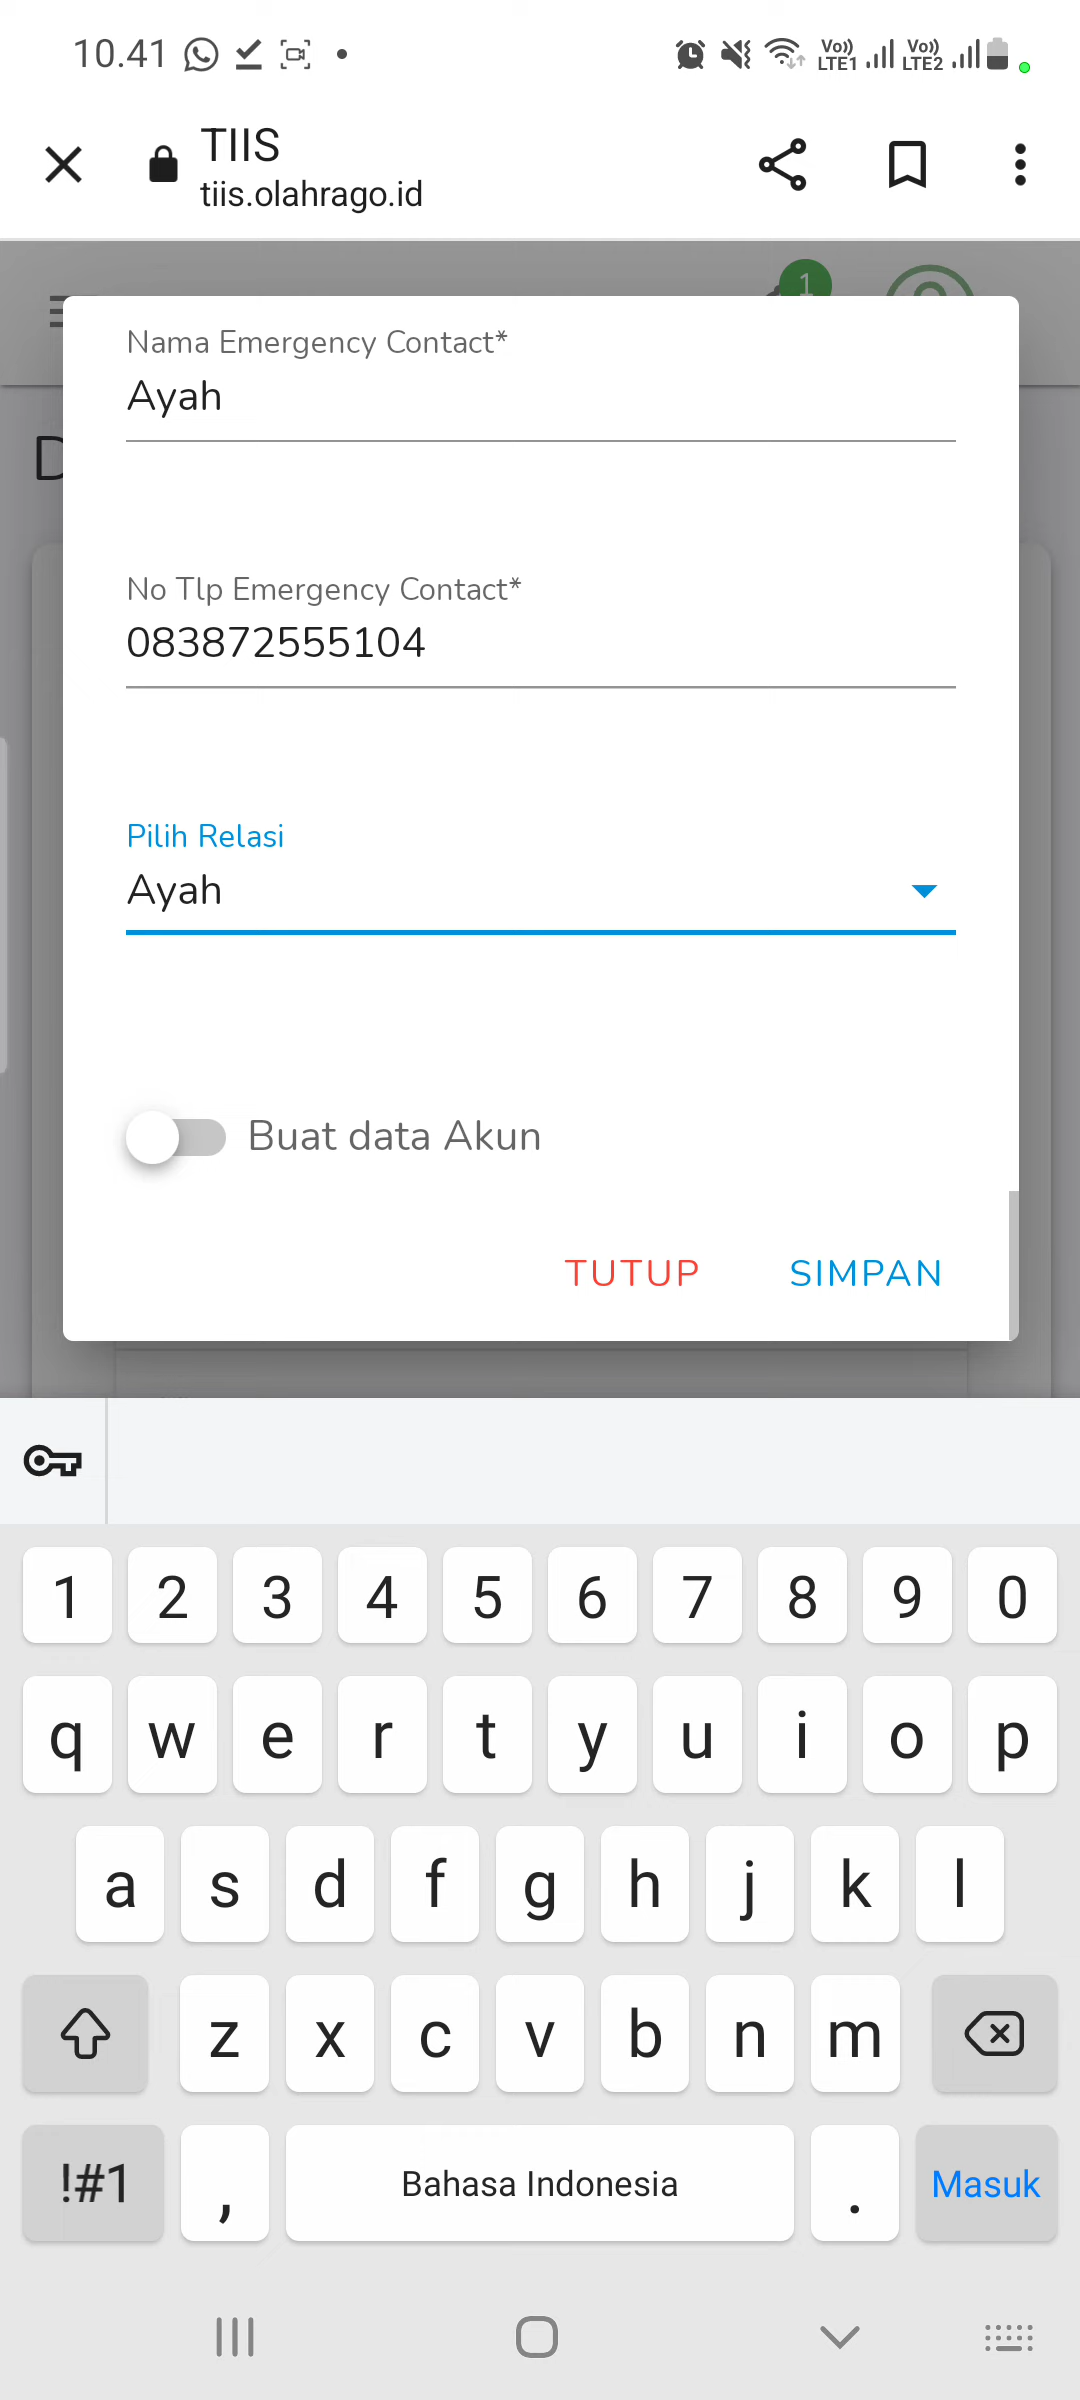 10.41
Vo)) LTE1 Vo)) LTE2
TIIS
tiis.olahrago.id
1
D
Nama Emergency Contact*
Ayah
No Tlp Emergency Contact*
083872555104
Pilih Relasi
Ayah
Buat data Akun
TUTUP SIMPAN
1 2 3 4 5 6 7 8 9 0
q w e r t y u i o p
a s d f g h j k l
z x c v b n m
!#1 , Bahasa Indonesia . Masuk